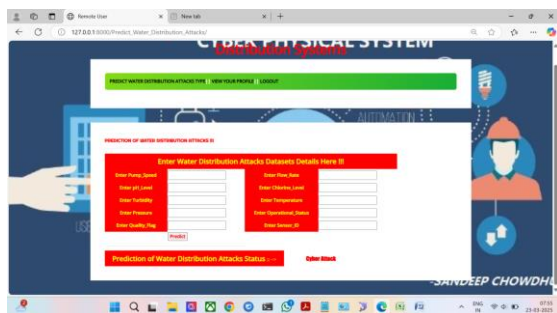 Remote User
New tab
127.0.0.1:8000/Predict_Water_Distribution_Attacks/
CYBER PHYSICAL SYSTEM
Distribution Systems
PREDICT WATER DISTRIBUTION ATTACKS TYPE | VIEW YOUR PROFILE | LOGOUT
AUTOMATION
PREDICTION OF WATER DISTRIBUTION ATTACKS !!!
Enter Water Distribution Attacks Datasets Details Here !!!
Enter Pump_Speed Enter Flow_Rate
Enter pH_Level Enter Chlorine_Level
Enter Turbidity Enter Temperature
Enter Pressure Enter Operational_Status
Enter Quality_Flag Enter Sensor_ID
Predict
Prediction of Water Distribution Attacks Status : -- Cyber Attack
-SANDEEP CHOWDHU
ENG 07:55
IN 23-03-2025